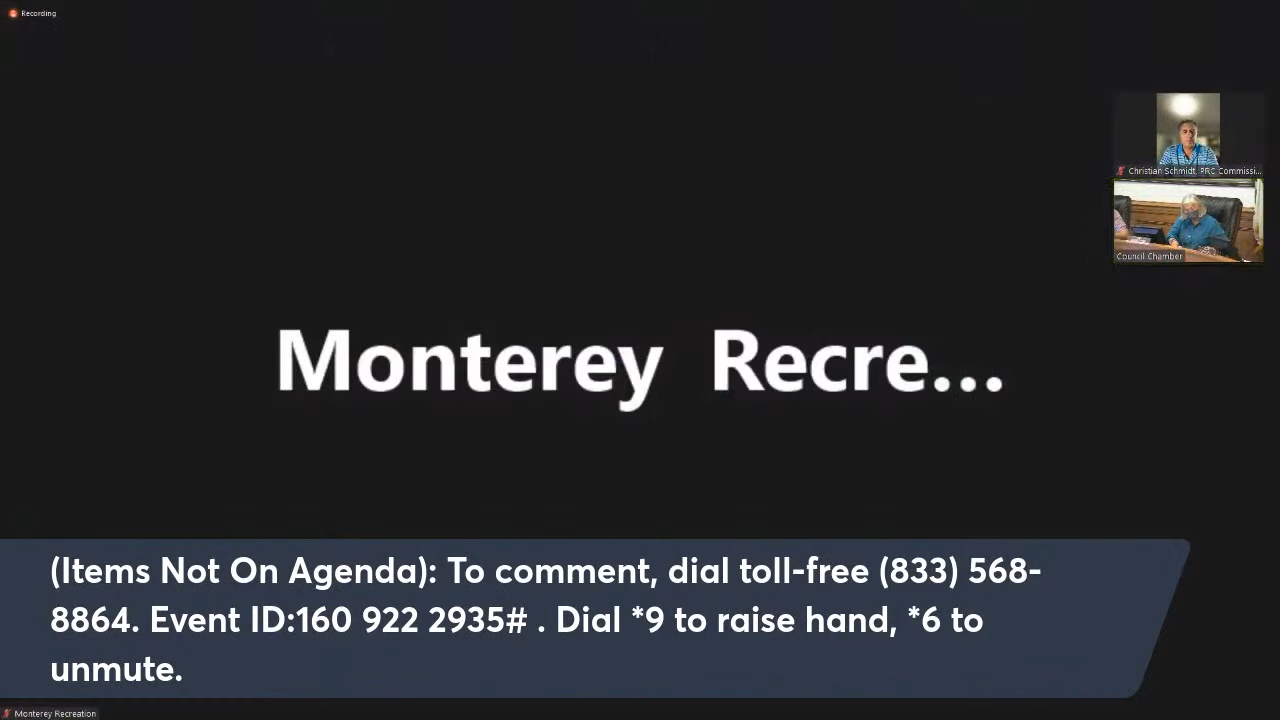 Recording
Christian Schmidt, PRC Commissi...
Council Chamber
Monterey Recre...
(Items Not On Agenda): To comment, dial toll-free (833) 568-
8864. Event ID:160 922 2935# . Dial *9 to raise hand, *6 to
unmute.
Monterey Recreation